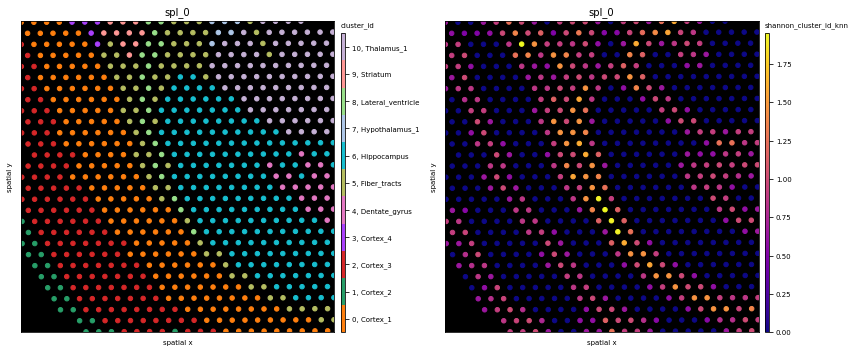 spl_0
cluster_id
10, Thalamus_1
9, Striatum
8, Lateral_ventricle
7, Hypothalamus_1
6, Hippocampus
5, Fiber_tracts
4, Dentate_gyrus
3, Cortex_4
2, Cortex_3
1, Cortex_2
0, Cortex_1
spatial y
spatial x
spl_0
shannon_cluster_id_knn
1.75
1.50
1.25
1.00
0.75
0.50
0.25
0.00
spatial y
spatial x